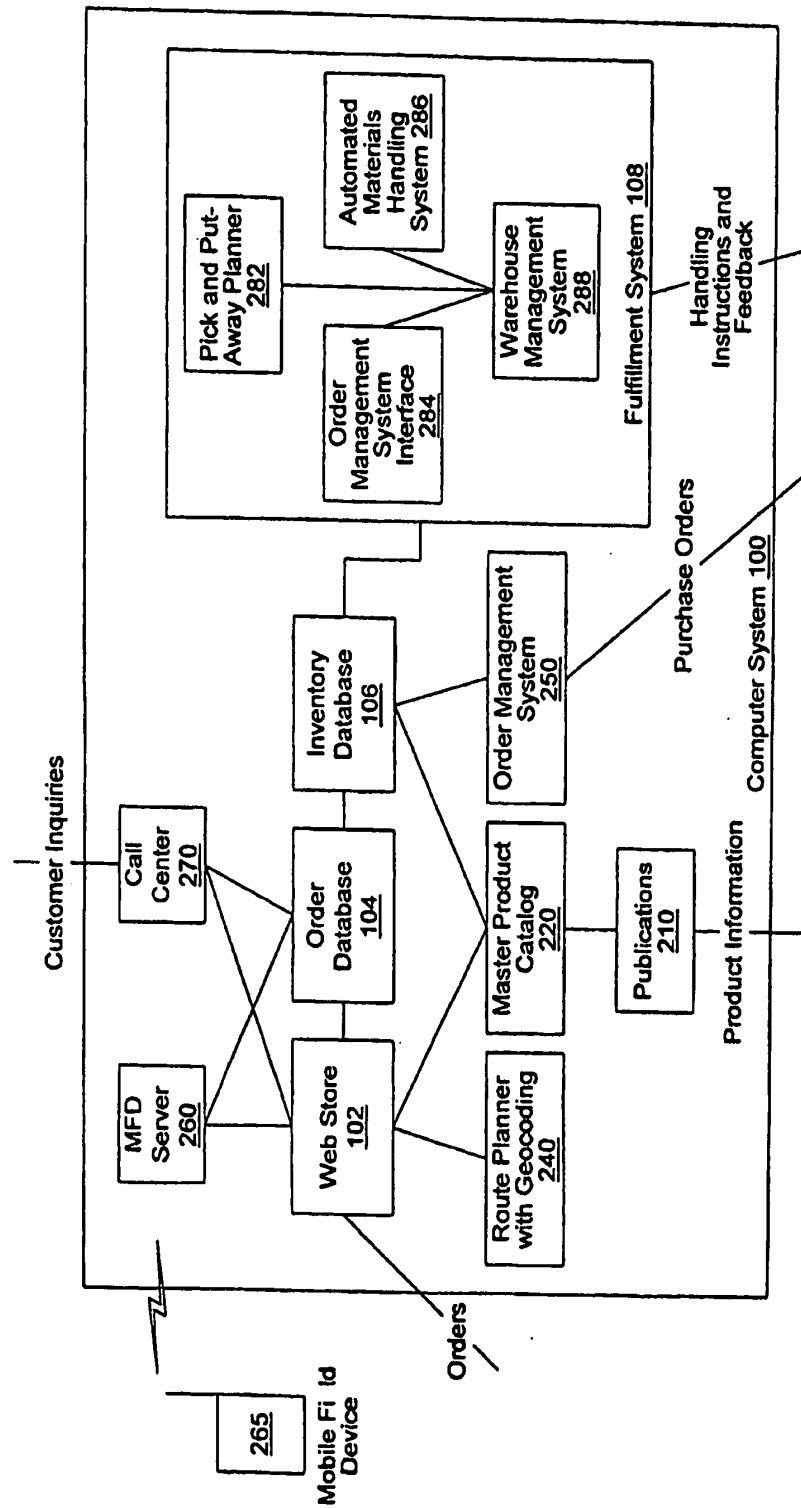 Customer Inquiries
MFD
Server
260
Call
Center
270
265
Mobile Fi ld
Device
Orders
Web Store
102
Order
Database
104
Inventory
Database
106
Route Planner
with Geocoding
240
Master Product
Catalog
220
Order Management
System
250
Publications
210
Product Information
Purchase Orders
Computer System 100
Pick and Put-
Away Planner
282
Order
Management
System
Interface
284
Automated
Materials
Handling
System 286
Warehouse
Management
System
288
Fulfillment System 108
Handling
Instructions and
Feedback